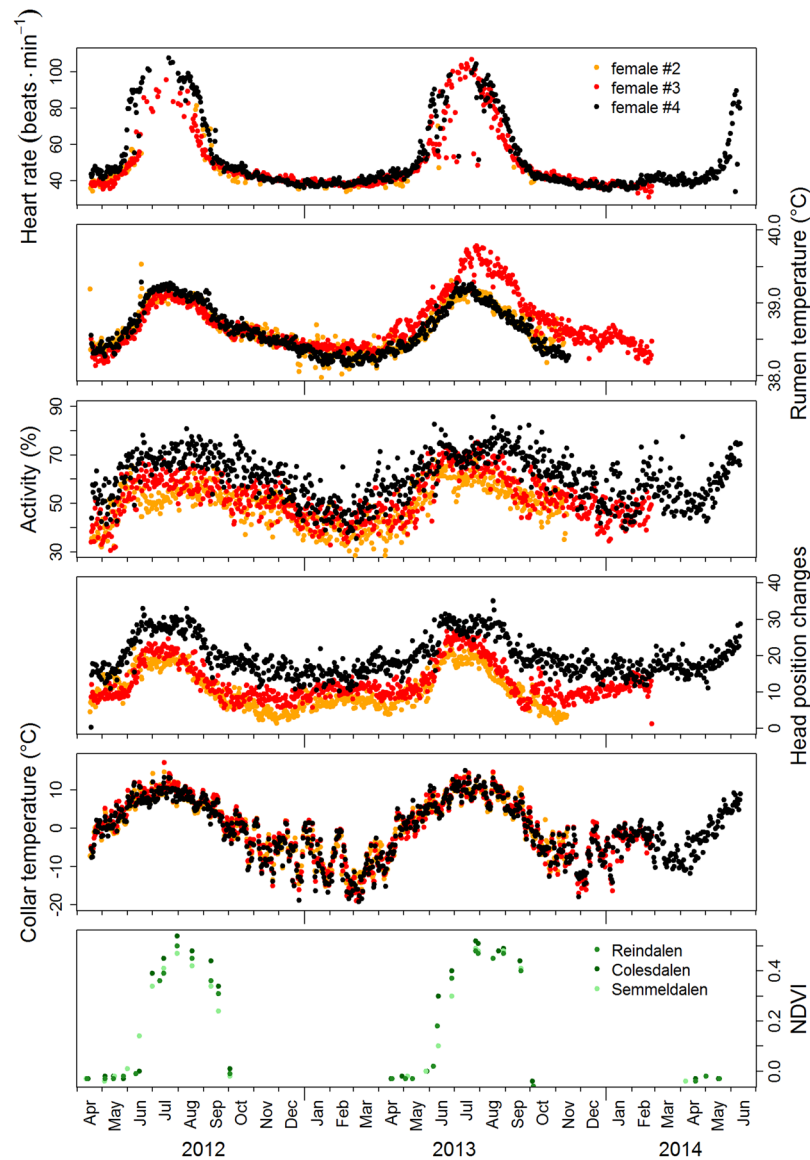 Heart rate (beats · min⁻¹)
100
80
60
40
female #2
female #3
female #4
Rumen temperature (°C)
40.0
39.0
38.0
Activity (%)
90
70
50
30
Head position changes
40
30
20
10
0
Collar temperature (°C)
10
0
-10
-20
NDVI
0.4
0.2
0.0
Reindalen
Colesdalen
Semmeldalen
Apr May Jun Jul Aug Sep Oct Nov Dec Jan Feb Mar Apr May Jun Jul Aug Sep Oct Nov Jan Feb Mar Apr May Jun
2012 2013 2014